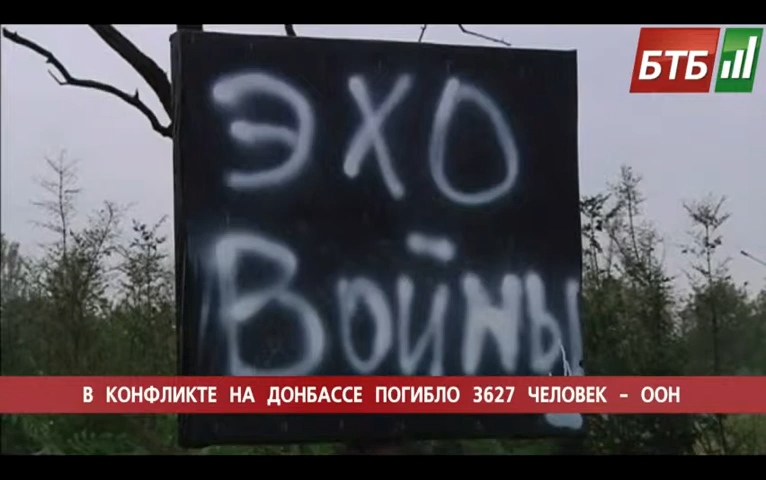 БТБ
ЭХО
Войны
В КОНФЛИКТЕ НА ДОНБАССЕ ПОГИБЛО 3627 ЧЕЛОВЕК - ООН